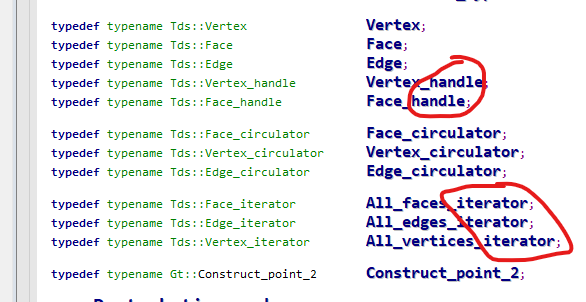 typedef typename Tds::Vertex Vertex;
typedef typename Tds::Face Face;
typedef typename Tds::Edge Edge;
typedef typename Tds::Vertex_handle Vertex_handle;
typedef typename Tds::Face_handle Face_handle;
typedef typename Tds::Face_circulator Face_circulator;
typedef typename Tds::Vertex_circulator Vertex_circulator;
typedef typename Tds::Edge_circulator Edge_circulator;
typedef typename Tds::Face_iterator All_faces_iterator;
typedef typename Tds::Edge_iterator All_edges_iterator;
typedef typename Tds::Vertex_iterator All_vertices_iterator;
typedef typename Gt::Construct_point_2 Construct_point_2;